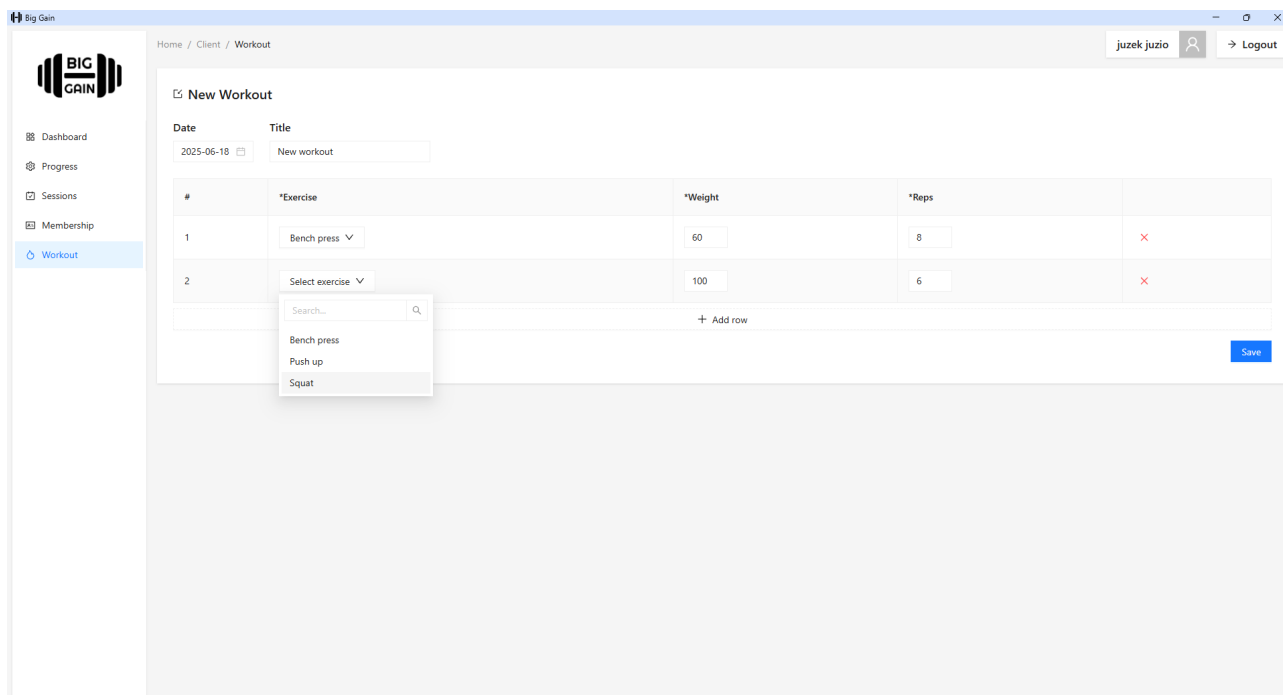 Big Gain
BIG
GAIN
Home / Client / Workout
juzek juzio
Logout
Dashboard
Progress
Sessions
Membership
Workout
New Workout
Date Title
2025-06-18 New workout
# *Exercise *Weight *Reps
1 Bench press 60 8
2 Select exercise 100 6
Search...
Bench press
Push up
Squat
+ Add row
Save